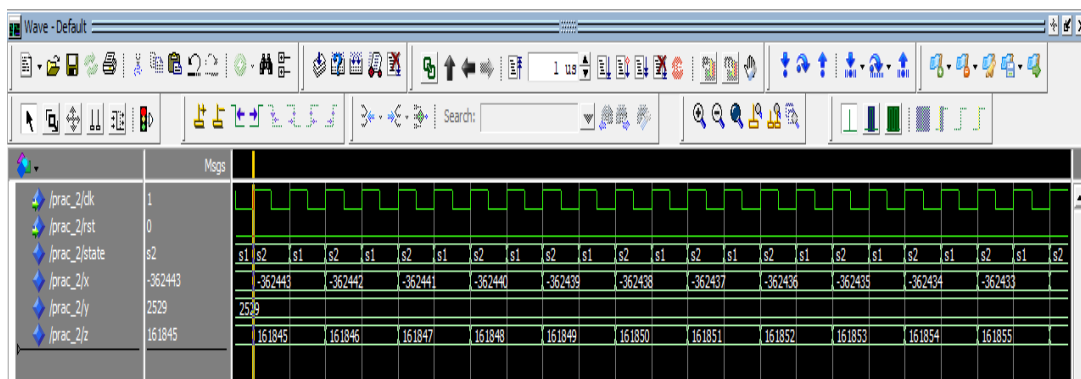 Wave - Default
1 us
Search:
Msgs
/prac_2/clk 1
/prac_2/rst 0
/prac_2/state s2 s1 s2 s1 s2 s1 s2 s1 s2 s1 s2 s1 s2 s1 s2 s1 s2 s1 s2 s1 s2 s1 s2 s1 s2
/prac_2/x -362443 -362443 -362442 -362441 -362440 -362439 -362438 -362437 -362436 -362435 -362434 -362433
/prac_2/y 2529 2529
/prac_2/z 161845 161845 161846 161847 161848 161849 161850 161851 161852 161853 161854 161855